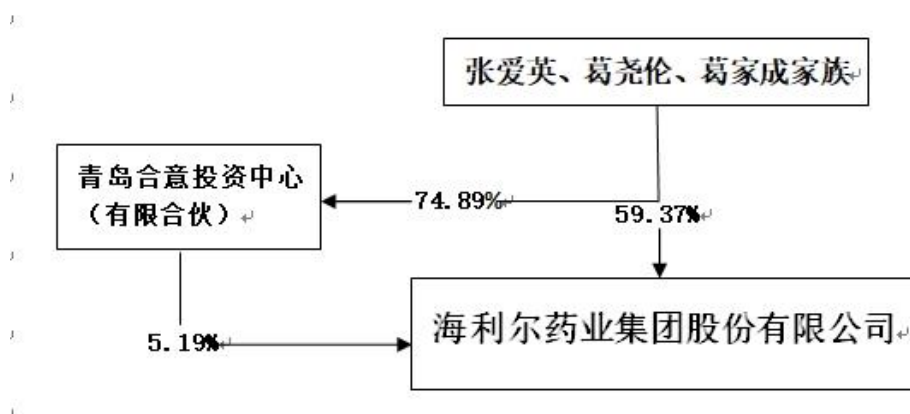 张爱英、葛尧伦、葛家成家族
青岛合意投资中心
（有限合伙）
74.89%
59.37%
海利尔药业集团股份有限公司
5.19%